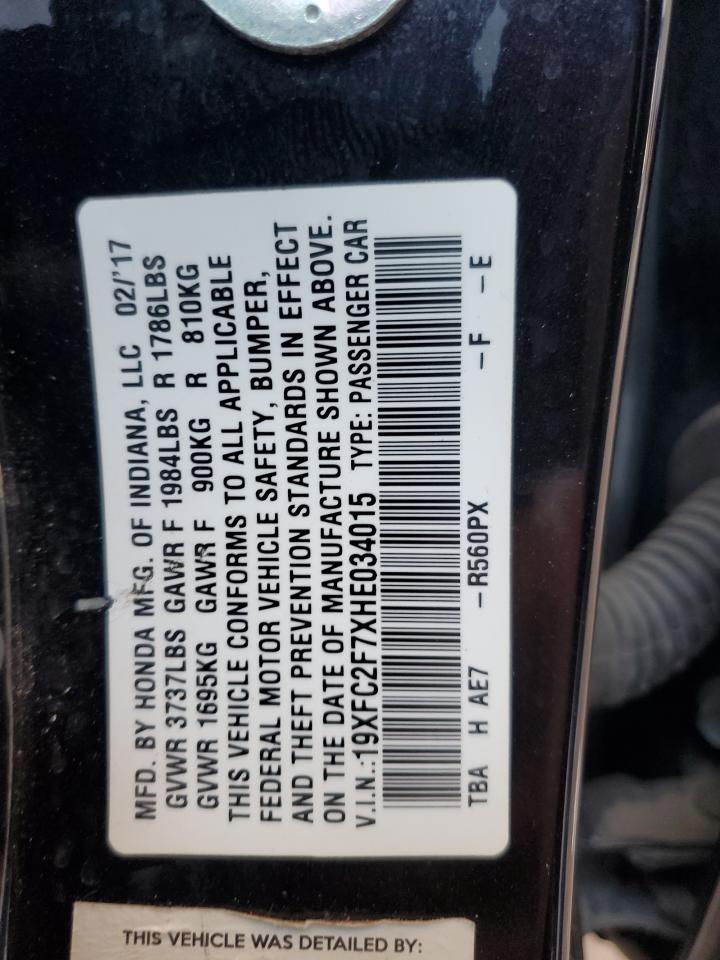 MFD. BY HONDA MFG. OF INDIANA, LLC 02/'17
GVWR 3737LBS GAWR F 1984LBS R 1786LBS
GVWR 1695KG GAWR F 900KG R 810KG
THIS VEHICLE CONFORMS TO ALL APPLICABLE
FEDERAL MOTOR VEHICLE SAFETY, BUMPER,
AND THEFT PREVENTION STANDARDS IN EFFECT
ON THE DATE OF MANUFACTURE SHOWN ABOVE.
V.I.N.:19XFC2F7XHE034015 TYPE: PASSENGER CAR
TBA H AE7 –R560PX –F –E
THIS VEHICLE WAS DETAILED BY: